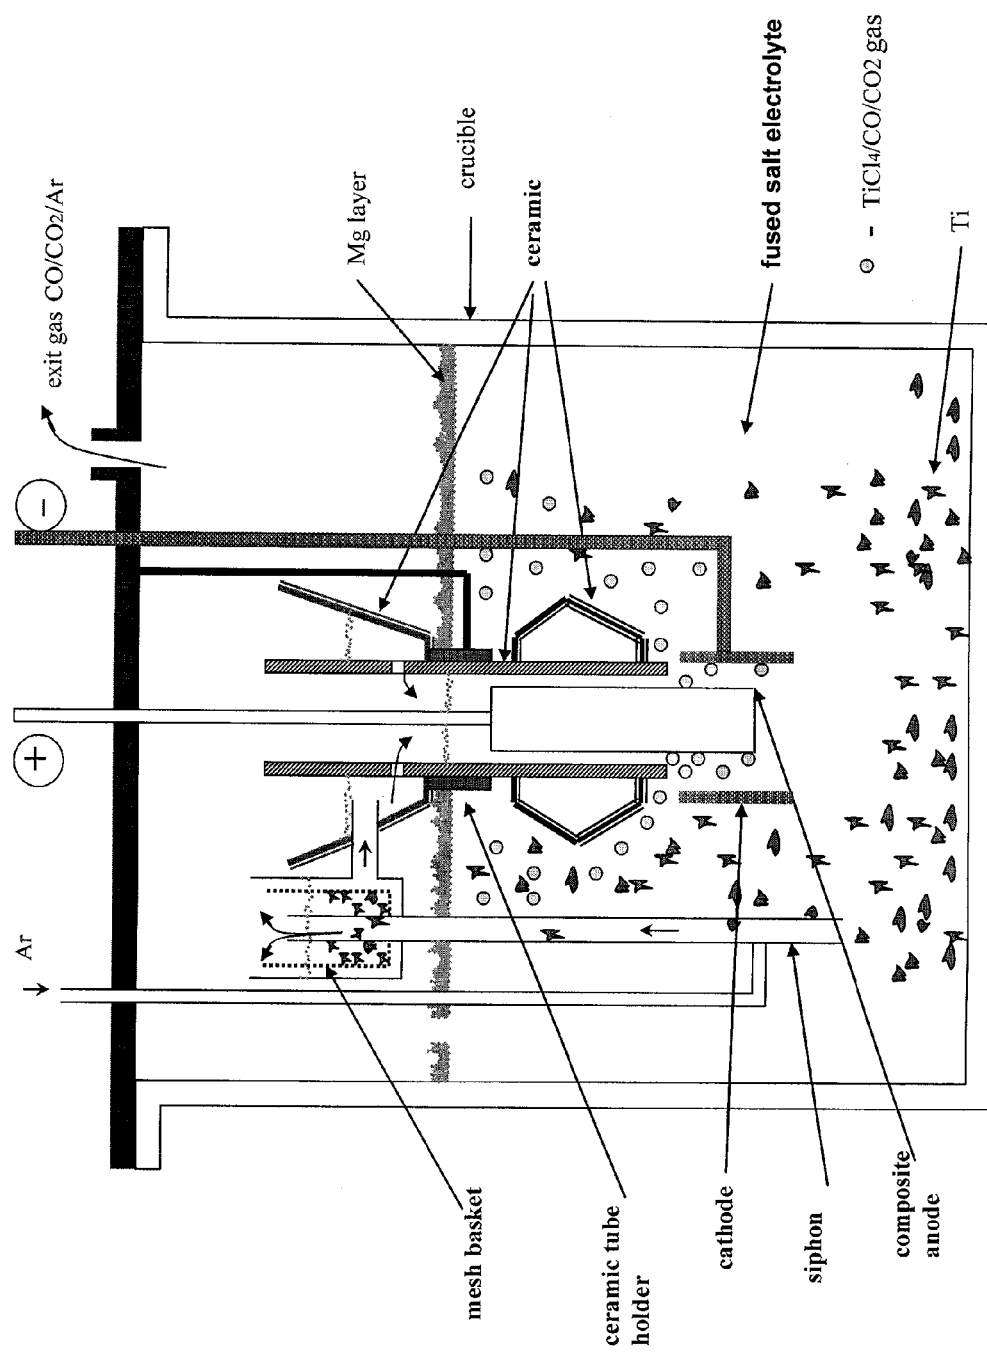 exit gas CO/CO2/Ar
Mg layer
crucible
ceramic
fused salt electrolyte
- TiCl4/CO/CO2 gas
Ti
-
+
Ar
mesh basket
ceramic tube
holder
cathode
siphon
composite
anode